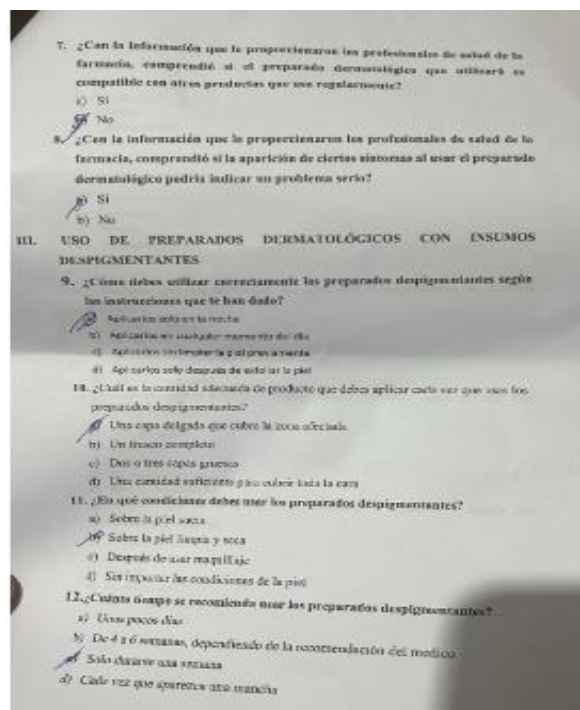 7. ¿Con la información que le proporcionaron los profesionales de salud de la
farmacia, comprendió si el preparado dermatológico que utilizará es
compatible con otros productos que usa regularmente?
a) Si
b) No
8. ¿Con la información que le proporcionaron los profesionales de salud de la
farmacia, comprendió si la aparición de ciertos síntomas al usar el preparado
dermatológico podría indicar un problema serio?
a) Si
b) No
III. USO DE PREPARADOS DERMATOLÓGICOS CON INSUMOS
DESPIGMENTANTES
9. ¿Cómo debes utilizar correctamente los preparados despigmentantes según
las instrucciones que te han dado?
a) Aplicarlos solo en la noche
b) Aplicarlos en cualquier momento del día
c) Aplicarlos sin limpiar la piel previamente
d) Aplicarlos solo después de exfoliar la piel
10. ¿Cuál es la cantidad adecuada de producto que debes aplicar cada vez que usas los
preparados despigmentantes?
a) Una capa delgada que cubre la zona afectada
b) Un frasco completo
c) Dos o tres capas gruesas
d) Una cantidad suficiente para cubrir toda la cara
11. ¿En qué condiciones debes usar los preparados despigmentantes?
a) Sobre la piel sucia
b) Sobre la piel limpia y seca
c) Después de usar maquillaje
d) Sin importar las condiciones de la piel
12. ¿Cuánto tiempo se recomienda usar los preparados despigmentantes?
a) Unos pocos días
b) De 4 a 6 semanas, dependiendo de la recomendación del medico
c) Solo durante una semana
d) Cada vez que aparezca una mancha